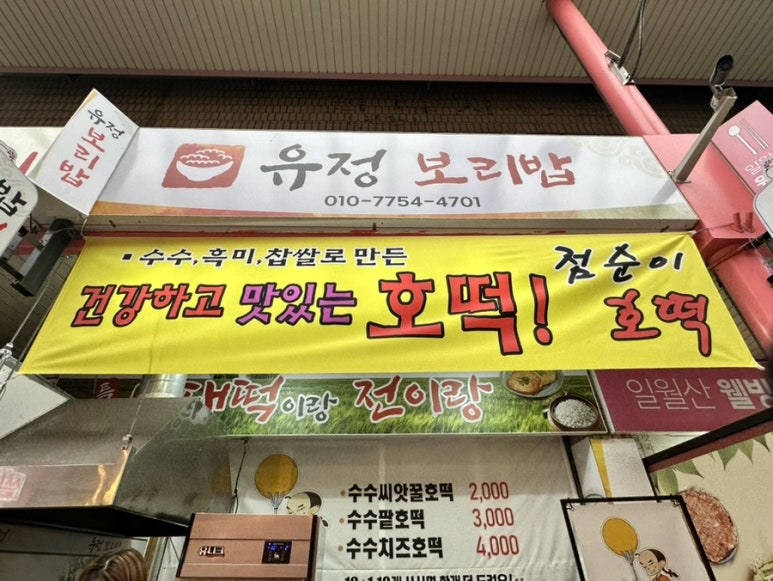 유정
보리밥
유정 보리밥
010-7754-4701
수수,흑미,찹쌀로 만든
건강하고 맛있는 호떡!
점순이
호떡
이랑 전이랑
일월산 웰빙
수수씨앗꿀호떡 2,000
수수팥호떡 3,000
수수치즈호떡 4,000